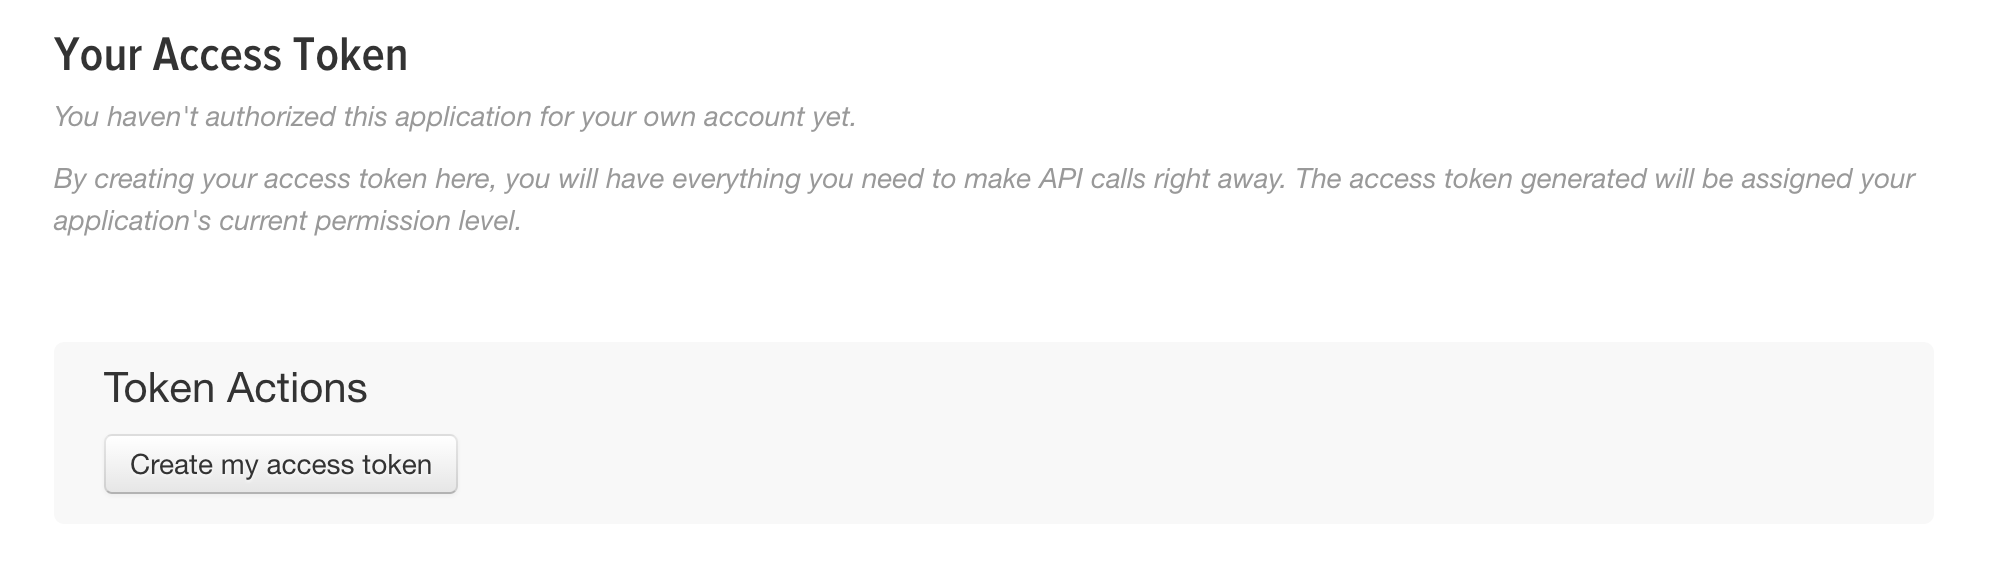 Your Access Token
You haven't authorized this application for your own account yet.
By creating your access token here, you will have everything you need to make API calls right away. The access token generated will be assigned your
application's current permission level.
Token Actions
Create my access token